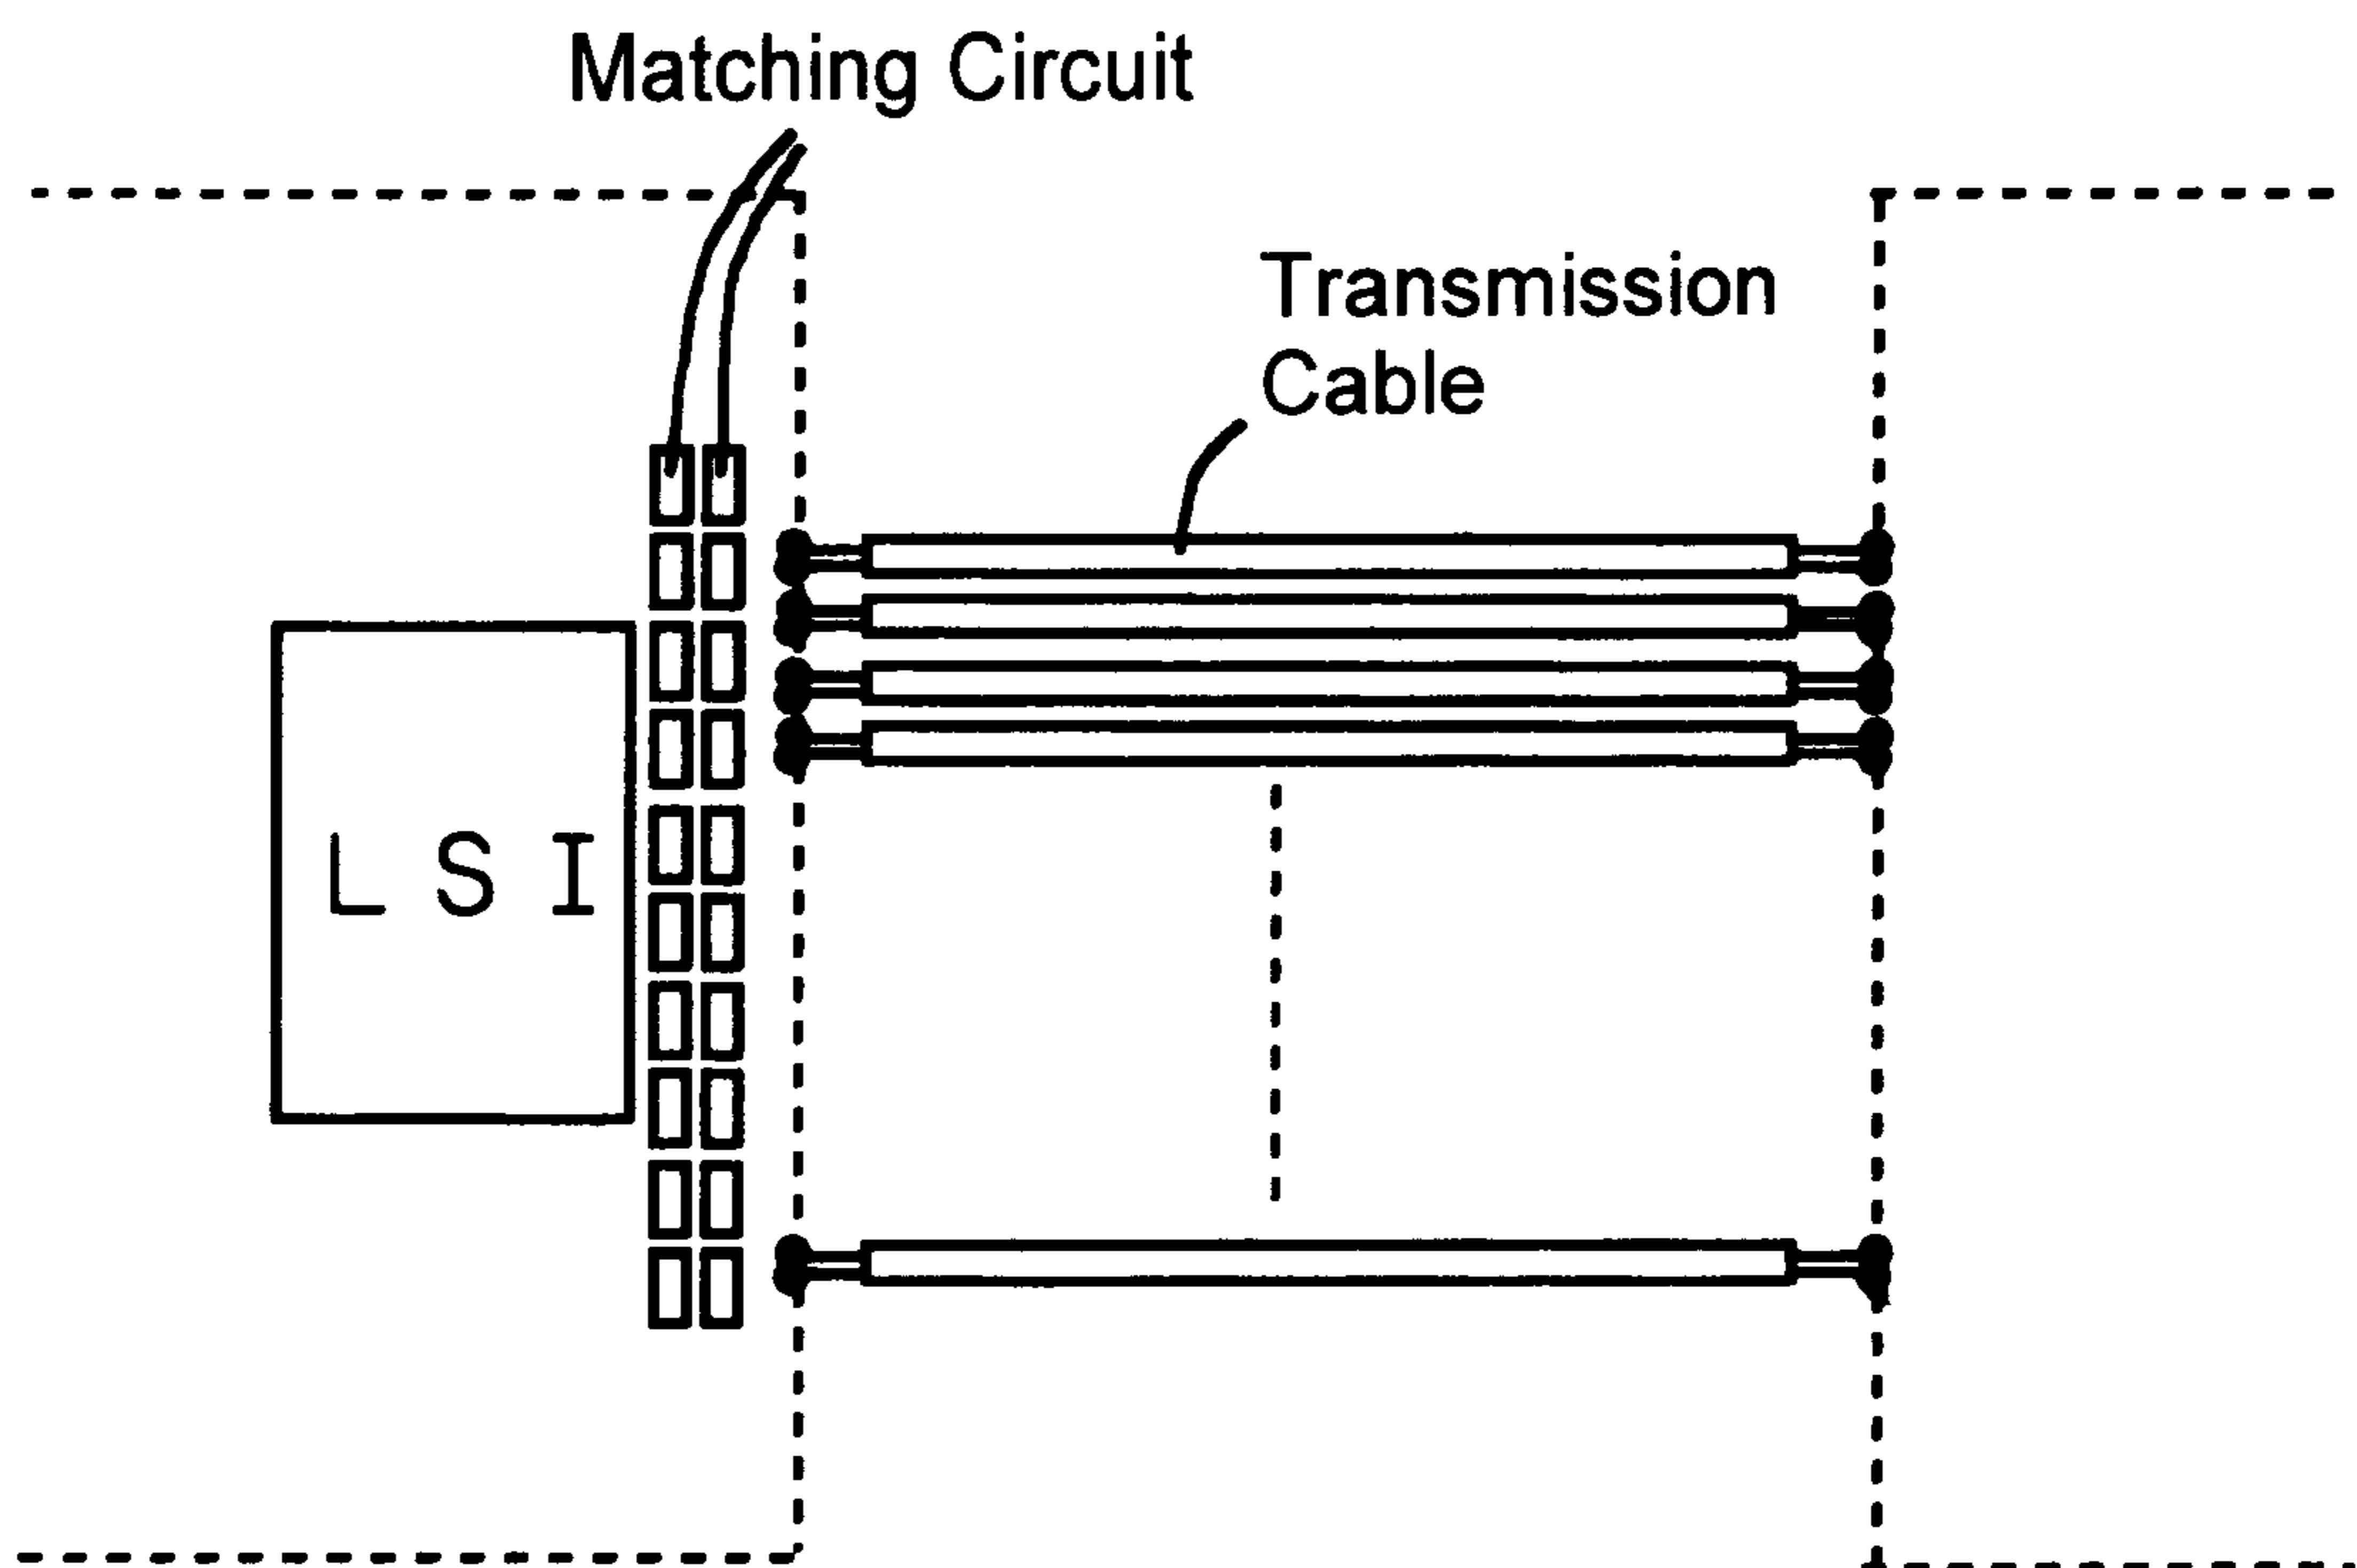 Matching Circuit
Transmission
Cable
L S I